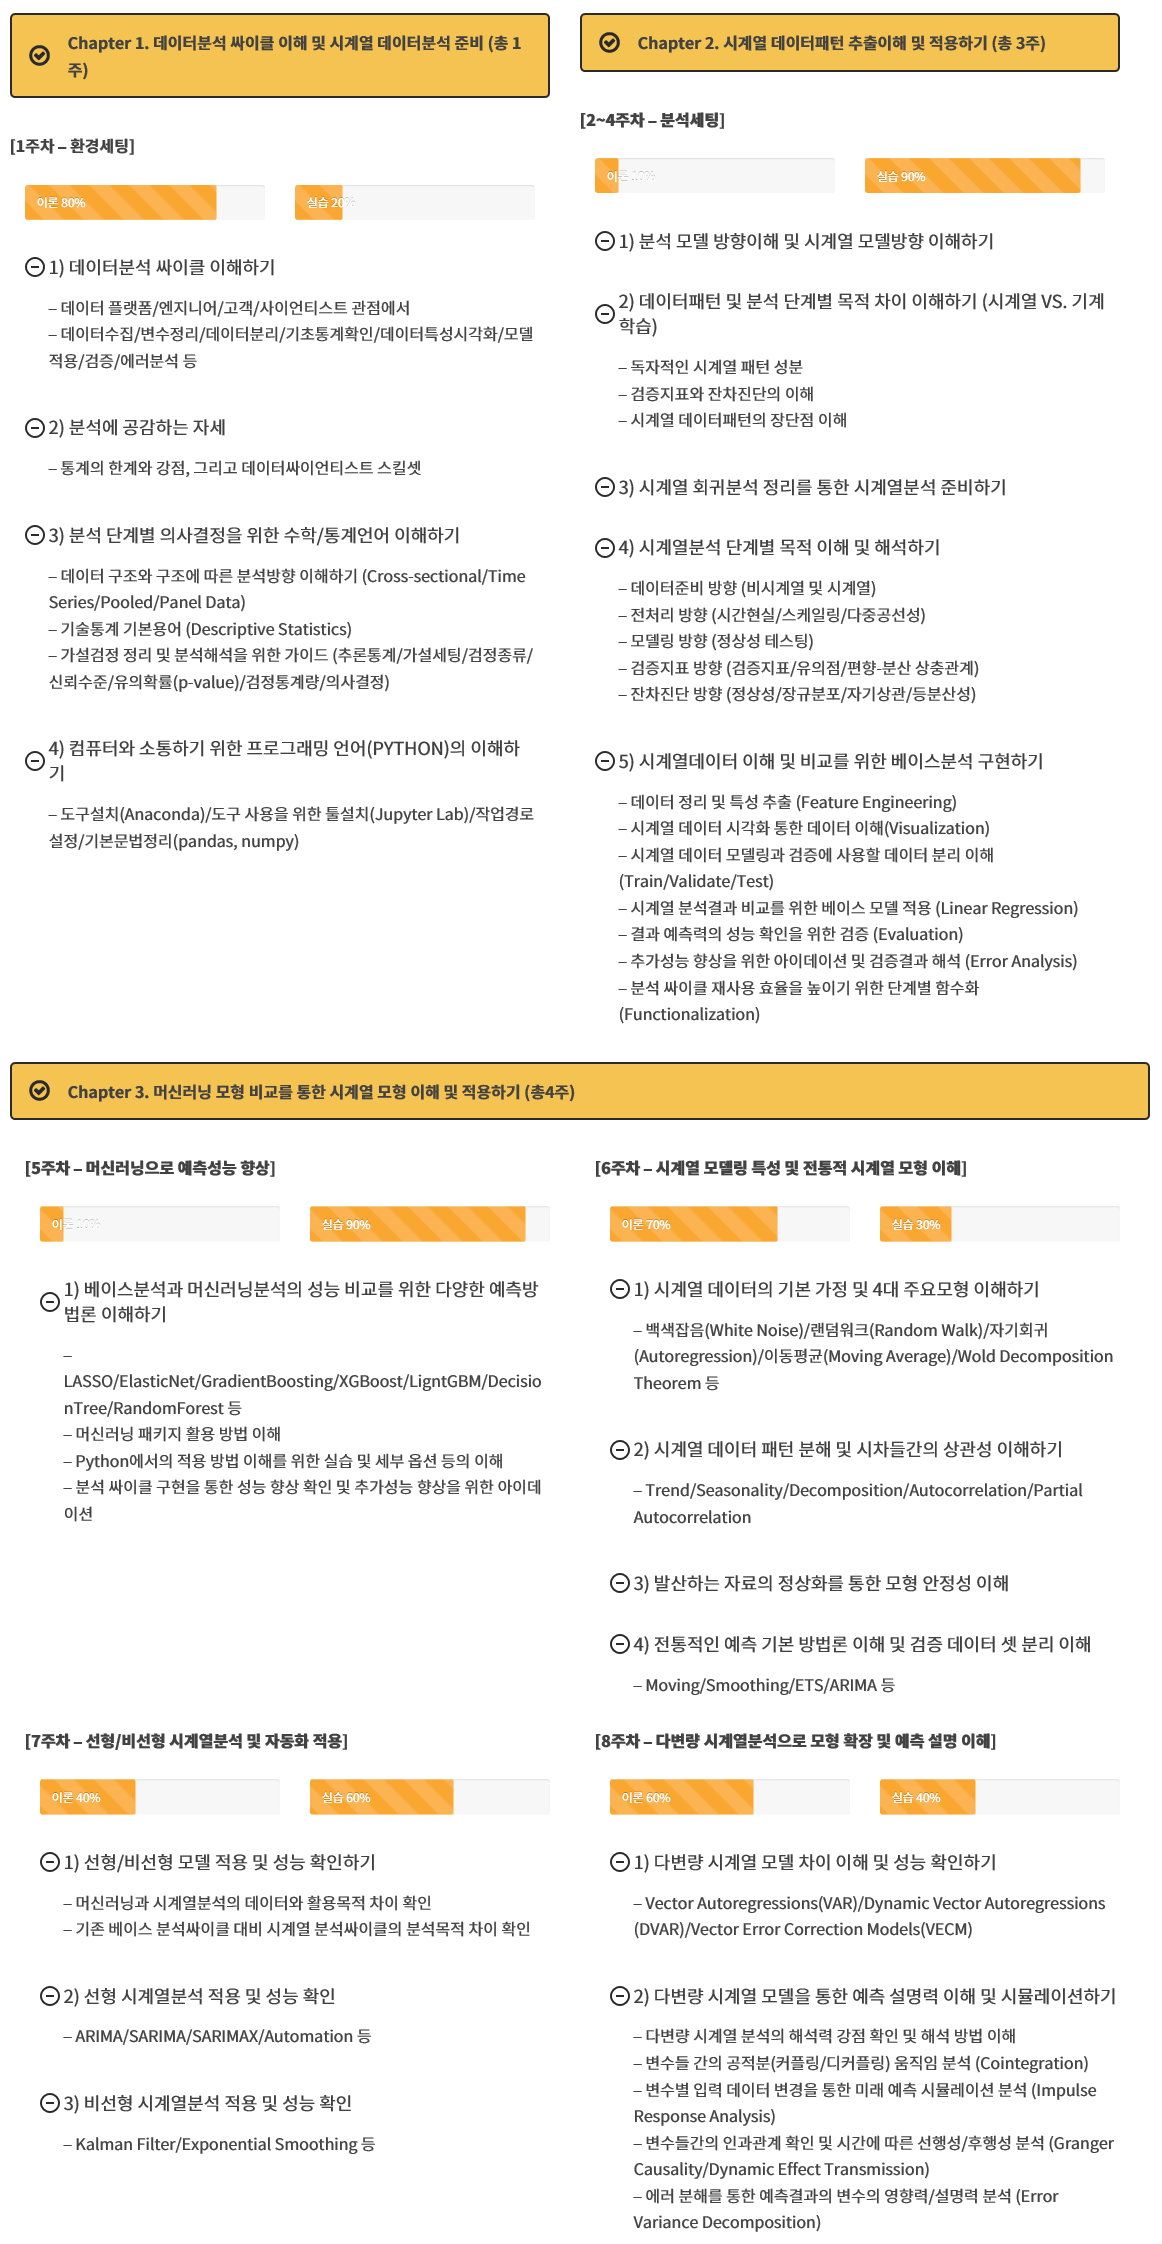 Chapter 1. 데이터분석 싸이클 이해 및 시계열 데이터분석 준비 (총 1
주)
[1주차 – 환경세팅]
이론 80%
실습 20%
1) 데이터분석 싸이클 이해하기
– 데이터 플랫폼/엔지니어/고객/사이언티스트 관점에서
– 데이터수집/변수정리/데이터분리/기초통계확인/데이터특성시각화/모델
적용/검증/에러분석 등
2) 분석에 공감하는 자세
– 통계의 한계와 강점, 그리고 데이터싸이언티스트 스킬셋
3) 분석 단계별 의사결정을 위한 수학/통계언어 이해하기
– 데이터 구조와 구조에 따른 분석방향 이해하기 (Cross-sectional/Time
Series/Pooled/Panel Data)
– 기술통계 기본용어 (Descriptive Statistics)
– 가설검정 정리 및 분석해석을 위한 가이드 (추론통계/가설세팅/검정종류/
신뢰수준/유의확률(p-value)/검정통계량/의사결정)
4) 컴퓨터와 소통하기 위한 프로그래밍 언어(PYTHON)의 이해하
기
– 도구설치(Anaconda)/도구 사용을 위한 툴설치(Jupyter Lab)/작업경로
설정/기본문법정리(pandas, numpy)
Chapter 2. 시계열 데이터패턴 추출이해 및 적용하기 (총 3주)
[2~4주차 – 분석세팅]
이론 10%
실습 90%
1) 분석 모델 방향이해 및 시계열 모델방향 이해하기
2) 데이터패턴 및 분석 단계별 목적 차이 이해하기 (시계열 VS. 기계
학습)
– 독자적인 시계열 패턴 성분
– 검증지표와 잔차진단의 이해
– 시계열 데이터패턴의 장단점 이해
3) 시계열 회귀분석 정리를 통한 시계열분석 준비하기
4) 시계열분석 단계별 목적 이해 및 해석하기
– 데이터준비 방향 (비시계열 및 시계열)
– 전처리 방향 (시간현실/스케일링/다중공선성)
– 모델링 방향 (정상성 테스팅)
– 검증지표 방향 (검증지표/유의점/편향-분산 상충관계)
– 잔차진단 방향 (정상성/장규분포/자기상관/등분산성)
5) 시계열데이터 이해 및 비교를 위한 베이스분석 구현하기
– 데이터 정리 및 특성 추출 (Feature Engineering)
– 시계열 데이터 시각화 통한 데이터 이해(Visualization)
– 시계열 데이터 모델링과 검증에 사용할 데이터 분리 이해
(Train/Validate/Test)
– 시계열 분석결과 비교를 위한 베이스 모델 적용 (Linear Regression)
– 결과 예측력의 성능 확인을 위한 검증 (Evaluation)
– 추가성능 향상을 위한 아이데이션 및 검증결과 해석 (Error Analysis)
– 분석 싸이클 재사용 효율을 높이기 위한 단계별 함수화
(Functionalization)
Chapter 3. 머신러닝 모형 비교를 통한 시계열 모형 이해 및 적용하기 (총4주)
[5주차 – 머신러닝으로 예측성능 향상]
이론 10%
실습 90%
1) 베이스분석과 머신러닝분석의 성능 비교를 위한 다양한 예측방
법론 이해하기
–
LASSO/ElasticNet/GradientBoosting/XGBoost/LigntGBM/Decisio
nTree/RandomForest 등
– 머신러닝 패키지 활용 방법 이해
– Python에서의 적용 방법 이해를 위한 실습 및 세부 옵션 등의 이해
– 분석 싸이클 구현을 통한 성능 향상 확인 및 추가성능 향상을 위한 아이데
이션
[6주차 – 시계열 모델링 특성 및 전통적 시계열 모형 이해]
이론 70%
실습 30%
1) 시계열 데이터의 기본 가정 및 4대 주요모형 이해하기
– 백색잡음(White Noise)/랜덤워크(Random Walk)/자기회귀
(Autoregression)/이동평균(Moving Average)/Wold Decomposition
Theorem 등
2) 시계열 데이터 패턴 분해 및 시차들간의 상관성 이해하기
– Trend/Seasonality/Decomposition/Autocorrelation/Partial
Autocorrelation
3) 발산하는 자료의 정상화를 통한 모형 안정성 이해
4) 전통적인 예측 기본 방법론 이해 및 검증 데이터 셋 분리 이해
– Moving/Smoothing/ETS/ARIMA 등
[7주차 – 선형/비선형 시계열분석 및 자동화 적용]
이론 40%
실습 60%
1) 선형/비선형 모델 적용 및 성능 확인하기
– 머신러닝과 시계열분석의 데이터와 활용목적 차이 확인
– 기존 베이스 분석싸이클 대비 시계열 분석싸이클의 분석목적 차이 확인
2) 선형 시계열분석 적용 및 성능 확인
– ARIMA/SARIMA/SARIMAX/Automation 등
3) 비선형 시계열분석 적용 및 성능 확인
– Kalman Filter/Exponential Smoothing 등
[8주차 – 다변량 시계열분석으로 모형 확장 및 예측 설명 이해]
이론 60%
실습 40%
1) 다변량 시계열 모델 차이 이해 및 성능 확인하기
– Vector Autoregressions(VAR)/Dynamic Vector Autoregressions
(DVAR)/Vector Error Correction Models(VECM)
2) 다변량 시계열 모델을 통한 예측 설명력 이해 및 시뮬레이션하기
– 다변량 시계열 분석의 해석력 강점 확인 및 해석 방법 이해
– 변수들 간의 공적분(커플링/디커플링) 움직임 분석 (Cointegration)
– 변수별 입력 데이터 변경을 통한 미래 예측 시뮬레이션 분석 (Impulse
Response Analysis)
– 변수들간의 인과관계 확인 및 시간에 따른 선행성/후행성 분석 (Granger
Causality/Dynamic Effect Transmission)
– 에러 분해를 통한 예측결과의 변수의 영향력/설명력 분석 (Error
Variance Decomposition)